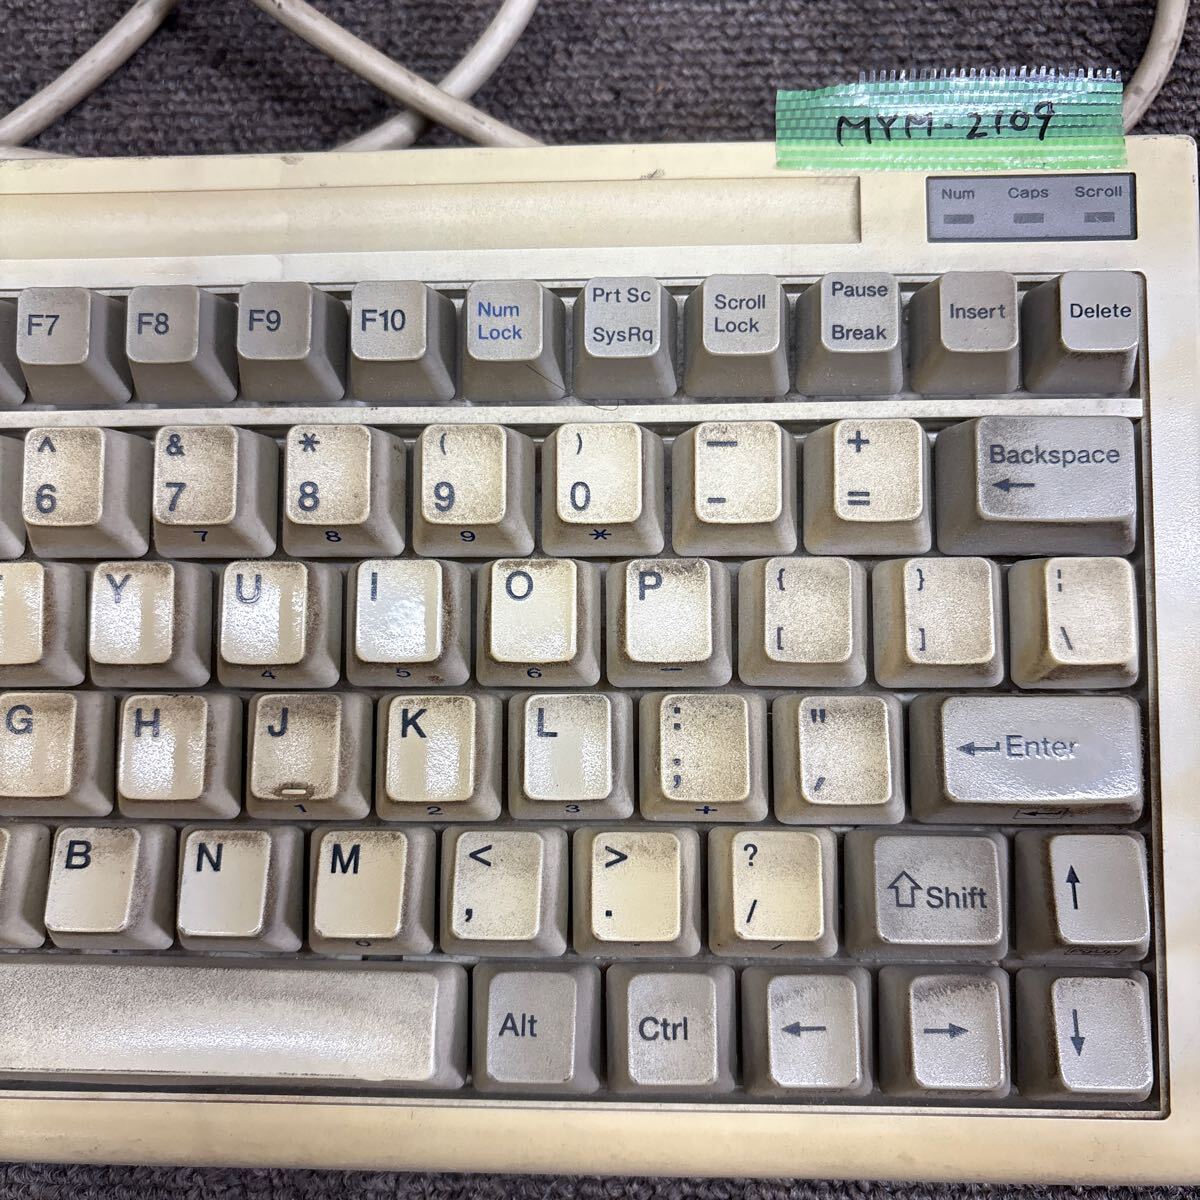 MYM-2109
Num Caps Scroll
F7 F8 F9 F10 Num Lock Prt Sc SysRq Scroll Lock Pause Break Insert Delete
^ 6 & 7 * 8 ( 9 ) 0 — - + = Backspace ←
7 8 9 *
Y U I O P { [ } ] ¦ \
4 5 6 −
G H J K L : ; " ' ↵ Enter
1 2 3 +
B N M < , > . ? / ⇧ Shift ↑
0 . /
Alt Ctrl ← → ↓